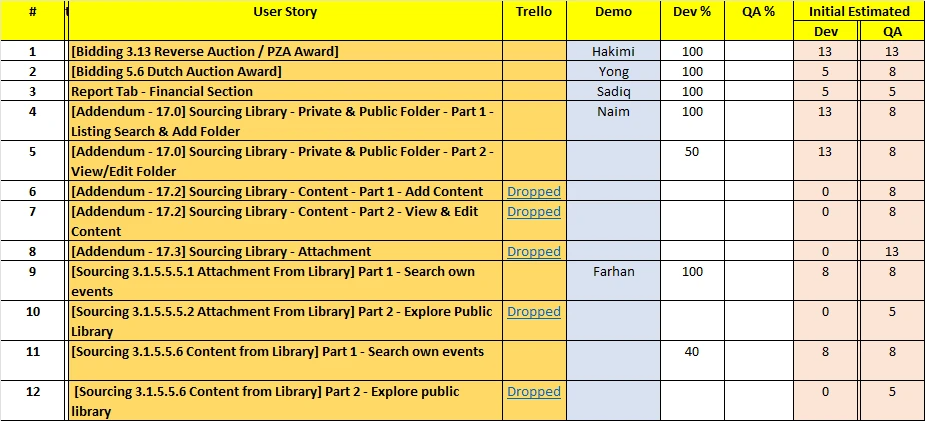 # t User Story Trello Demo Dev % QA % Initial Estimated
Dev QA
1 [Bidding 3.13 Reverse Auction / PZA Award] Hakimi 100 13 13
2 [Bidding 5.6 Dutch Auction Award] Yong 100 5 8
3 Report Tab - Financial Section Sadiq 100 5 5
4 [Addendum - 17.0] Sourcing Library - Private & Public Folder - Part 1 - Naim 100 13 8
Listing Search & Add Folder
5 [Addendum - 17.0] Sourcing Library - Private & Public Folder - Part 2 - 50 13 8
View/Edit Folder
6 [Addendum - 17.2] Sourcing Library - Content - Part 1 - Add Content Dropped 0 8
7 [Addendum - 17.2] Sourcing Library - Content - Part 2 - View & Edit Dropped 0 8
Content
8 [Addendum - 17.3] Sourcing Library - Attachment Dropped 0 13
9 [Sourcing 3.1.5.5.5.1 Attachment From Library] Part 1 - Search own Farhan 100 8 8
events
10 [Sourcing 3.1.5.5.5.2 Attachment From Library] Part 2 - Explore Public Dropped 0 5
Library
11 [Sourcing 3.1.5.5.6 Content from Library] Part 1 - Search own events 40 8 8
12 [Sourcing 3.1.5.5.6 Content from Library] Part 2 - Explore public Dropped 0 5
library